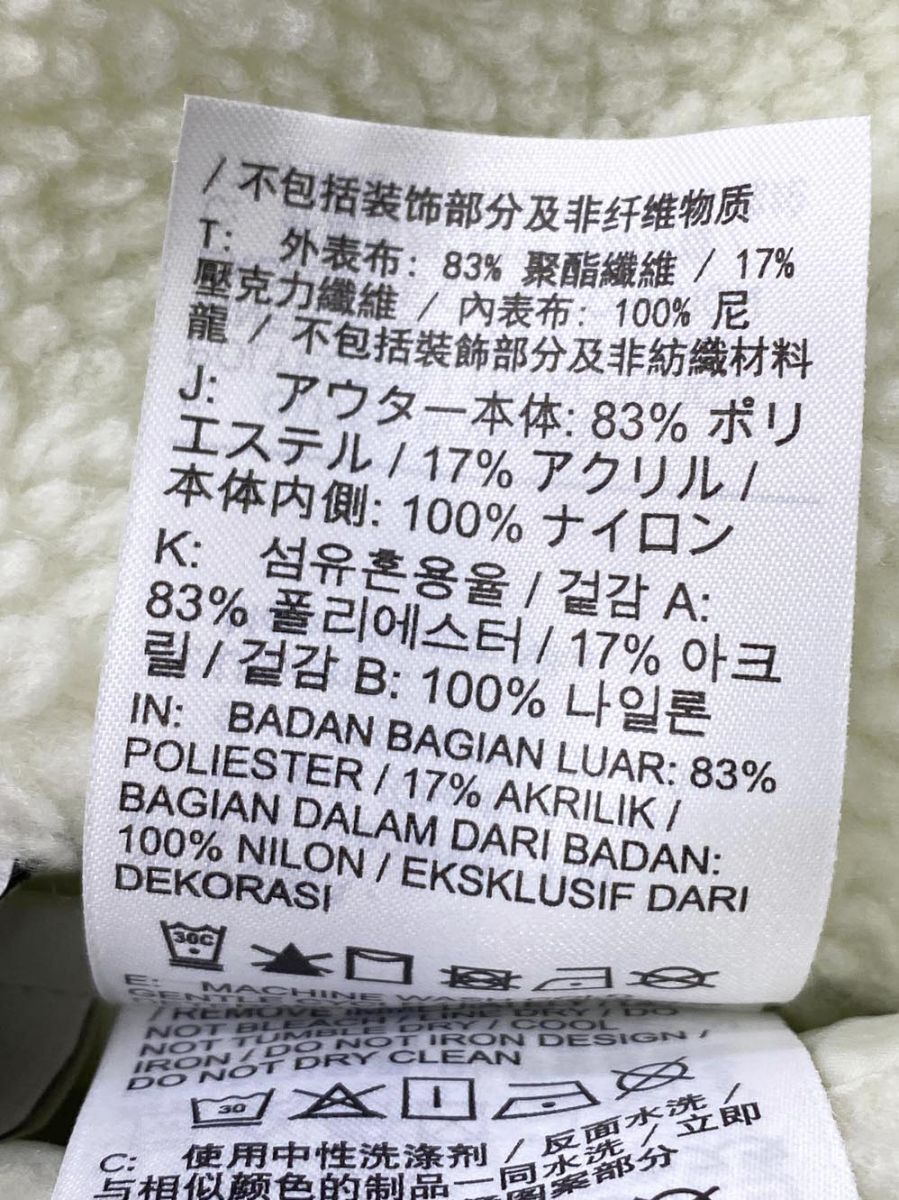 / 不包括装饰部分及非纤维物质
T: 外表布: 83% 聚酯纖維 / 17%
壓克力纖維 / 內表布: 100% 尼
龍 / 不包括裝飾部分及非紡織材料
J: アウター本体: 83% ポリ
エステル / 17% アクリル /
本体内側: 100% ナイロン
K: 섬유혼용율 / 겉감 A:
83% 폴리에스터 / 17% 아크
릴 / 겉감 B: 100% 나일론
IN: BADAN BAGIAN LUAR: 83%
POLIESTER / 17% AKRILIK /
BAGIAN DALAM DARI BADAN:
100% NILON / EKSKLUSIF DARI
DEKORASI
30C
E: MACHINE
GENTLE
/ REMOVE LINE DRY / DO
NOT BLEACH
NOT TUMBLE DRY / COOL
IRON / DO NOT IRON DESIGN /
DO NOT DRY CLEAN
30
C: 使用中性洗涤剂 / 反面水洗 /
与相似颜色的制品一同水洗 / 立即
图案部分